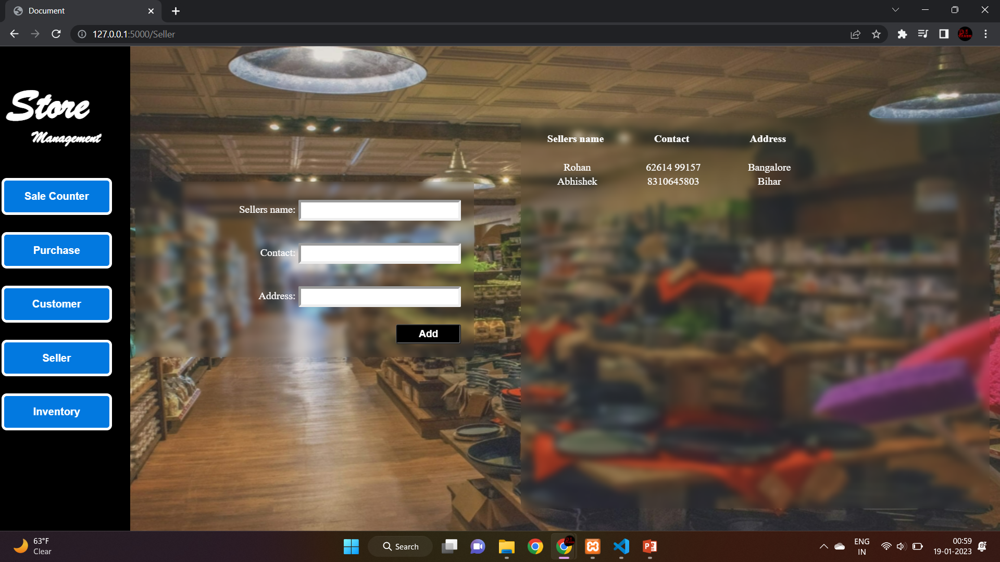 Document
127.0.0.1:5000/Seller
Store
Management
Sale Counter
Purchase
Customer
Seller
Inventory
Sellers name:
Contact:
Address:
Add
Sellers name Contact Address
Rohan 62614 99157 Bangalore
Abhishek 8310645803 Bihar
63°F
Clear
Search
ENG
IN
00:59
19-01-2023